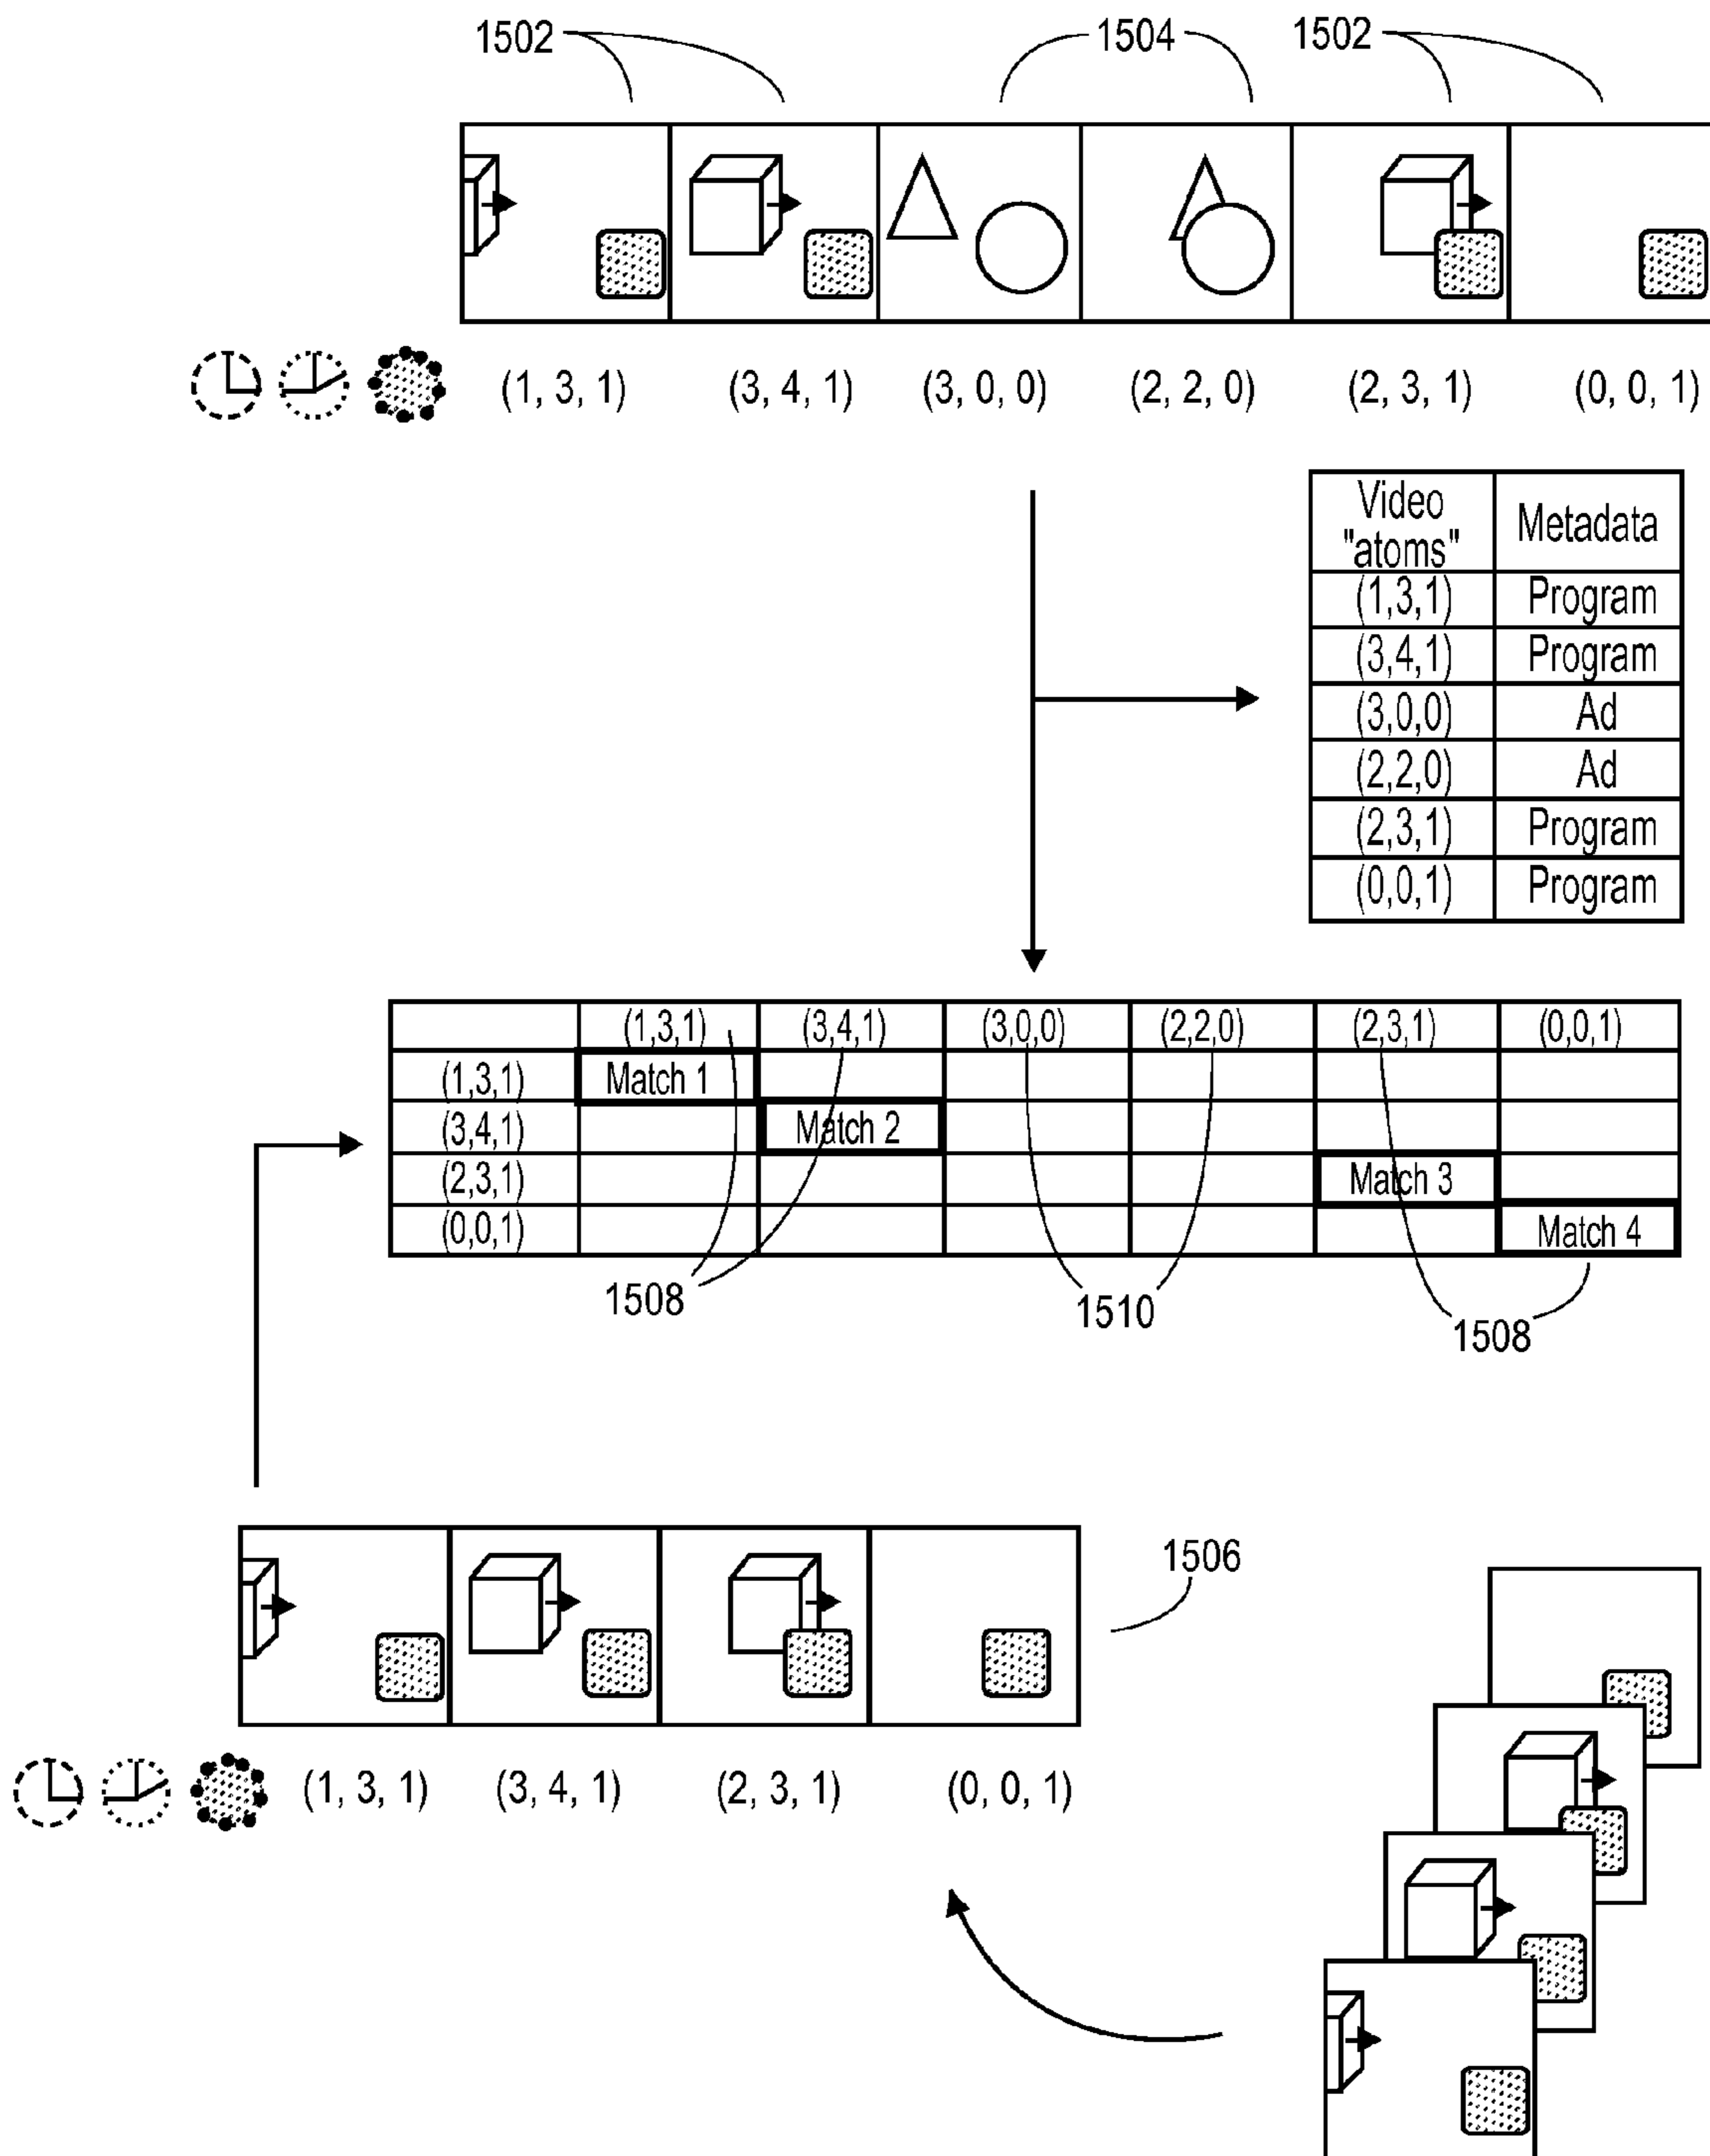 1502 1504 1502
(1, 3, 1) (3, 4, 1) (3, 0, 0) (2, 2, 0) (2, 3, 1) (0, 0, 1)
Video "atoms" Metadata
(1,3,1) Program
(3,4,1) Program
(3,0,0) Ad
(2,2,0) Ad
(2,3,1) Program
(0,0,1) Program
(1,3,1) (3,4,1) (3,0,0) (2,2,0) (2,3,1) (0,0,1)
(1,3,1) Match 1
(3,4,1) Match 2
(2,3,1) Match 3
(0,0,1) Match 4
1508 1510 1508
1506
(1, 3, 1) (3, 4, 1) (2, 3, 1) (0, 0, 1)